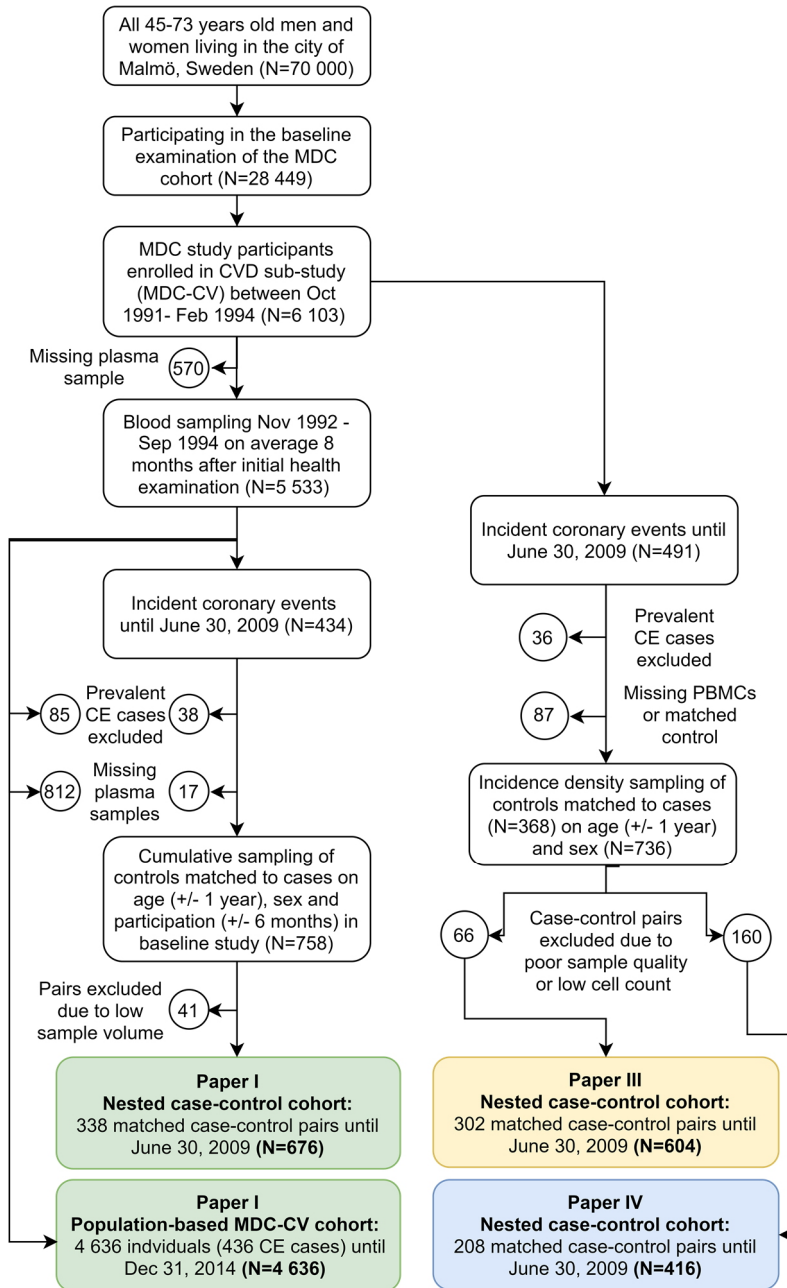 All 45-73 years old men and
women living in the city of
Malmö, Sweden (N=70 000)
Participating in the baseline
examination of the MDC
cohort (N=28 449)
MDC study participants
enrolled in CVD sub-study
(MDC-CV) between Oct
1991- Feb 1994 (N=6 103)
Missing plasma
sample
570
Blood sampling Nov 1992 -
Sep 1994 on average 8
months after initial health
examination (N=5 533)
Incident coronary events
until June 30, 2009 (N=434)
85
Prevalent
CE cases
excluded
38
812
Missing
plasma
samples
17
Cumulative sampling of
controls matched to cases on
age (+/- 1 year), sex and
participation (+/- 6 months) in
baseline study (N=758)
Pairs excluded
due to low
sample volume
41
Incident coronary events until
June 30, 2009 (N=491)
36
Prevalent
CE cases
excluded
87
Missing PBMCs
or matched
control
Incidence density sampling of
controls matched to cases
(N=368) on age (+/- 1 year)
and sex (N=736)
66
Case-control pairs
excluded due to
poor sample quality
or low cell count
160
Paper I
Nested case-control cohort:
338 matched case-control pairs until
June 30, 2009 (N=676)
Paper III
Nested case-control cohort:
302 matched case-control pairs until
June 30, 2009 (N=604)
Paper I
Population-based MDC-CV cohort:
4 636 indviduals (436 CE cases) until
Dec 31, 2014 (N=4 636)
Paper IV
Nested case-control cohort:
208 matched case-control pairs until
June 30, 2009 (N=416)